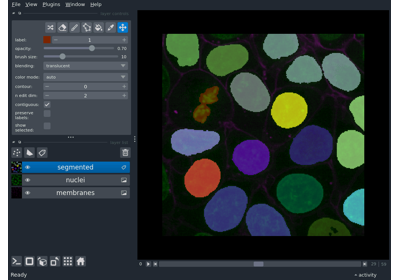 File View Plugins Window Help
label: 1
opacity: 0.70
brush size: 10
blending: translucent
color mode: auto
contour: 0
n edit dim: 2
contiguous:
preserve
labels:
show
selected:
segmented
nuclei
membranes
Ready
activity